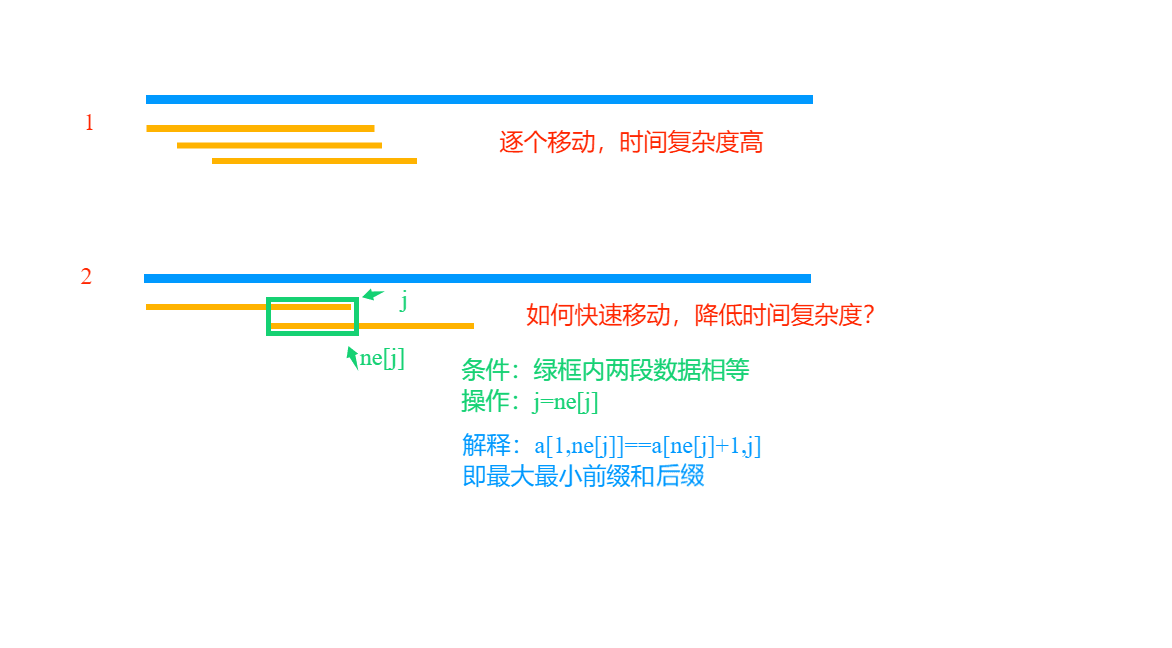 1
逐个移动，时间复杂度高
2
j
如何快速移动，降低时间复杂度？
ne[j]
条件：绿框内两段数据相等
操作：j=ne[j]
解释：a[1,ne[j]]==a[ne[j]+1,j]
即最大最小前缀和后缀